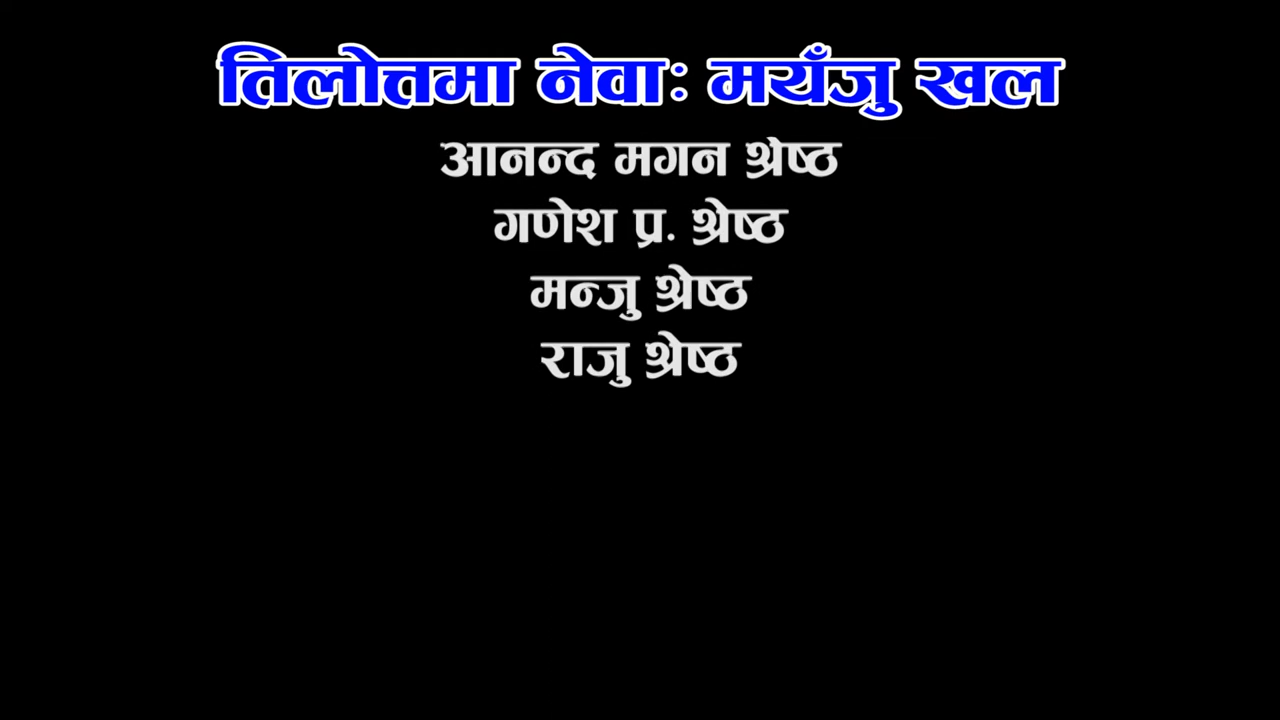 तिलोत्तमा नेवाः मयँजु खल
आनन्द मगन श्रेष्ठ
गणेश प्र. श्रेष्ठ
मन्जु श्रेष्ठ
राजु श्रेष्ठ